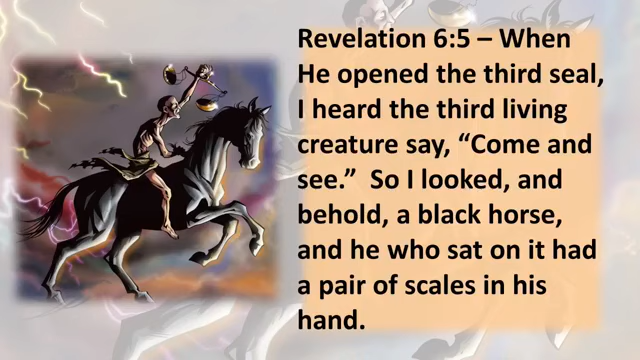 Revelation 6:5 – When
He opened the third seal,
I heard the third living
creature say, “Come and
see.”  So I looked, and
behold, a black horse,
and he who sat on it had
a pair of scales in his
hand.